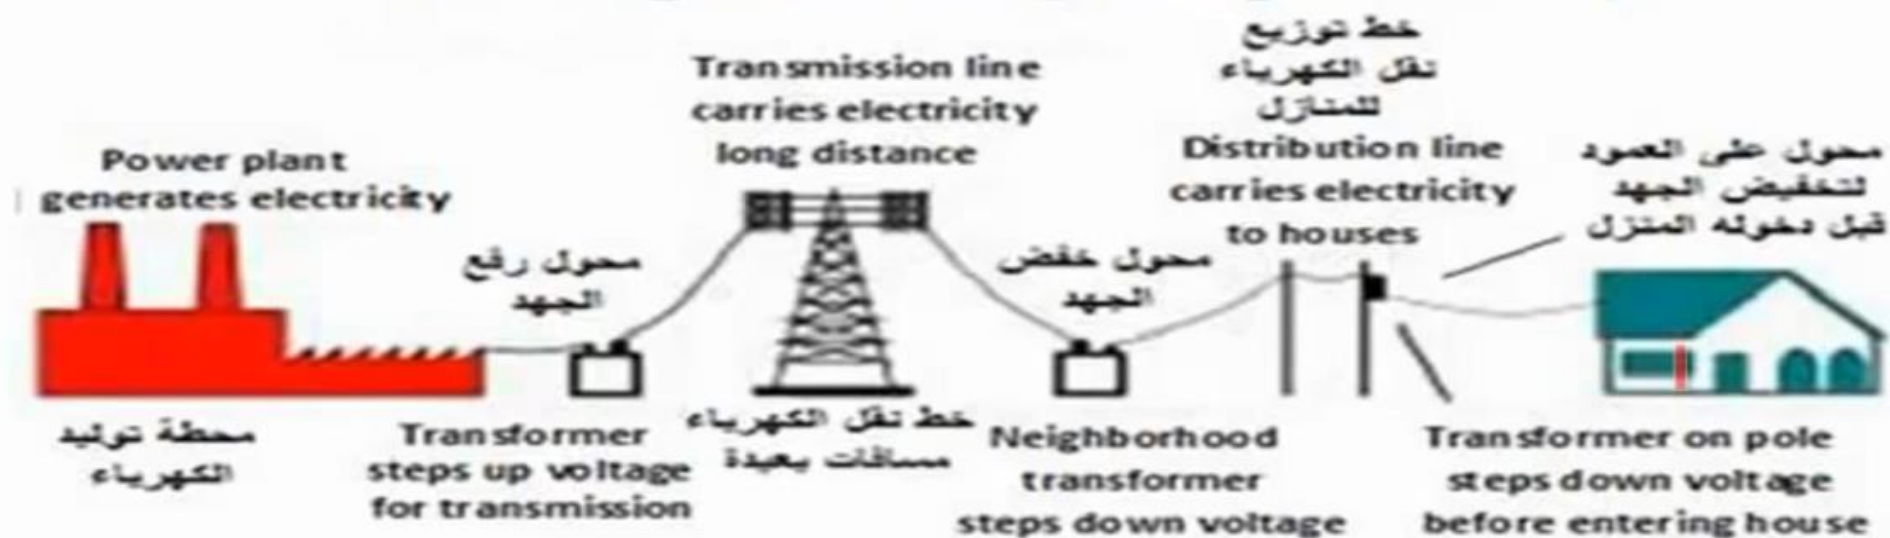 Power plant
generates electricity
محطة توليد
الكهرباء
محول رفع
الجهد
Transformer
steps up voltage
for transmission
Transmission line
carries electricity
long distance
خط نقل الكهرباء
مسافات بعيدة
محول خفض
الجهد
Neighborhood
transformer
steps down voltage
خط توزيع
نقل الكهرباء
للمنازل
Distribution line
carries electricity
to houses
محول على العمود
لتخفيض الجهد
قبل دخوله المنزل
Transformer on pole
steps down voltage
before entering house